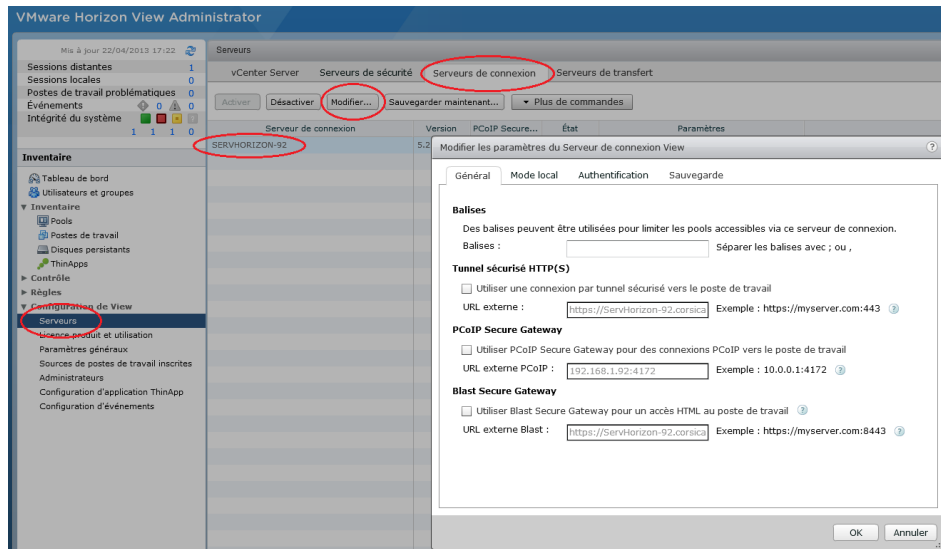 VMware Horizon View Administrator
Mis à jour 22/04/2013 17:22
Sessions distantes 1
Sessions locales 0
Postes de travail problématiques 0
Événements 0 0
Intégrité du système
1 1 1 0
Inventaire
Tableau de bord
Utilisateurs et groupes
Inventaire
Pools
Postes de travail
Disques persistants
ThinApps
Contrôle
Règles
Configuration de View
Serveurs
Licence produit et utilisation
Paramètres généraux
Sources de postes de travail inscrites
Administrateurs
Configuration d'application ThinApp
Configuration d'événements
Serveurs
vCenter Server Serveurs de sécurité Serveurs de connexion Serveurs de transfert
Activer Désactiver Modifier... Sauvegarder maintenant... Plus de commandes
Serveur de connexion Version PCoIP Secure... État Paramètres
SERVHORIZON-92 5.2
Modifier les paramètres du Serveur de connexion View ?
Général Mode local Authentification Sauvegarde
Balises
Des balises peuvent être utilisées pour limiter les pools accessibles via ce serveur de connexion.
Balises : Séparer les balises avec ; ou ,
Tunnel sécurisé HTTP(S)
Utiliser une connexion par tunnel sécurisé vers le poste de travail
URL externe : https://ServHorizon-92.corsica Exemple : https://myserver.com:443 ?
PCoIP Secure Gateway
Utiliser PCoIP Secure Gateway pour des connexions PCoIP vers le poste de travail
URL externe PCoIP : 192.168.1.92:4172 Exemple : 10.0.0.1:4172 ?
Blast Secure Gateway
Utiliser Blast Secure Gateway pour un accès HTML au poste de travail ?
URL externe Blast : https://ServHorizon-92.corsica Exemple : https://myserver.com:8443 ?
OK Annuler